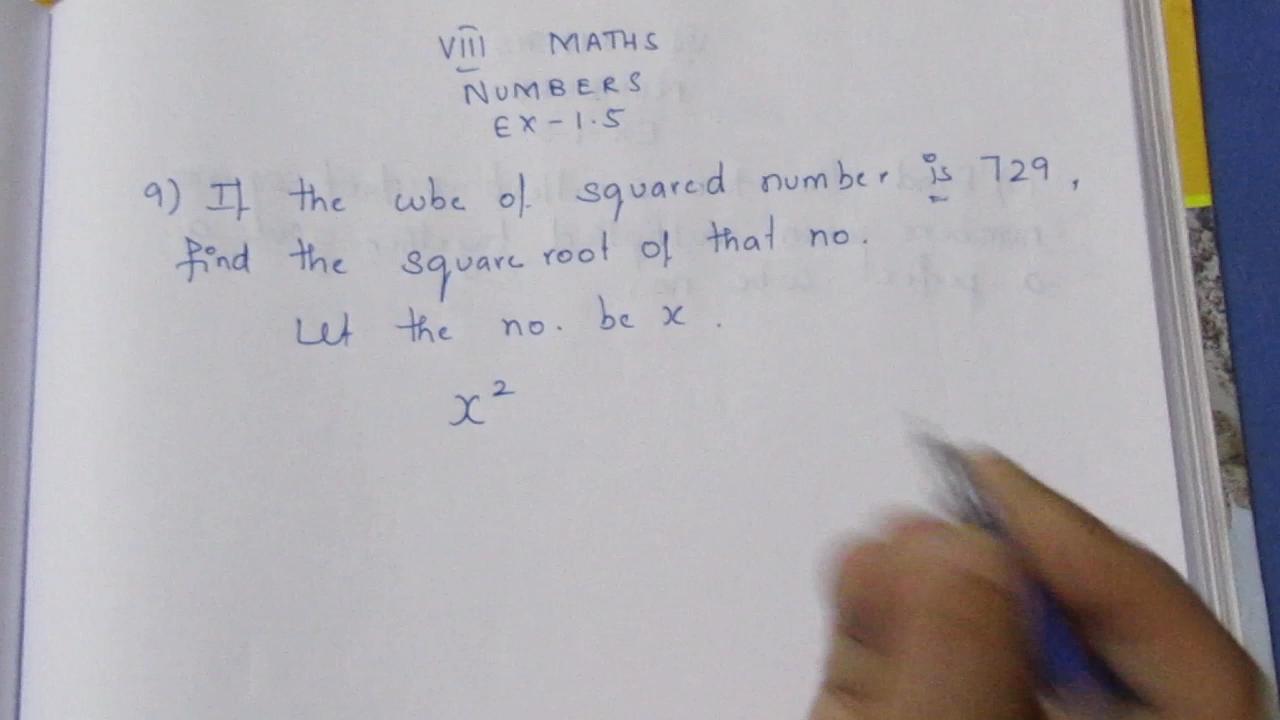 VIII MATHS
NUMBERS
EX-1.5
9) If the cube of squared number is 729,
find the square root of that no.
Let the no. be x.
x²